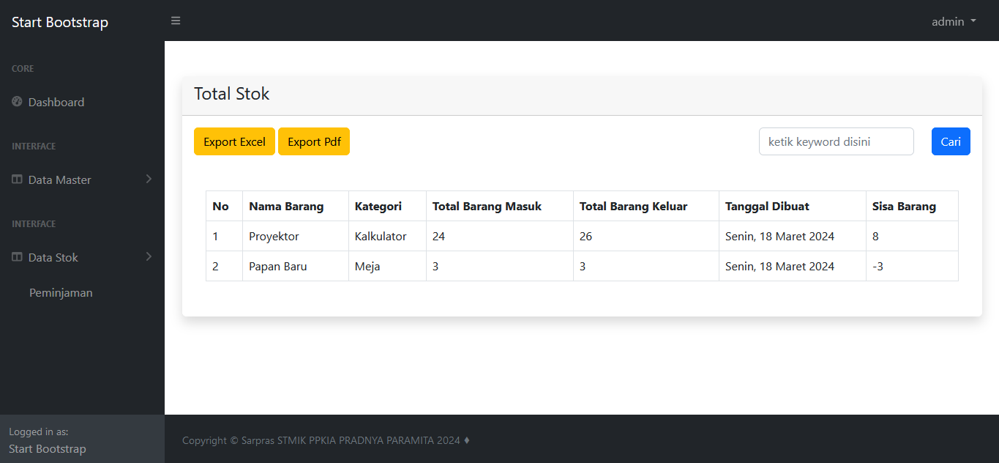 Start Bootstrap
admin
CORE
Dashboard
INTERFACE
Data Master
INTERFACE
Data Stok
Peminjaman
Logged in as:
Start Bootstrap
Total Stok
Export Excel Export Pdf ketik keyword disini Cari
No Nama Barang Kategori Total Barang Masuk Total Barang Keluar Tanggal Dibuat Sisa Barang
1 Proyektor Kalkulator 24 26 Senin, 18 Maret 2024 8
2 Papan Baru Meja 3 3 Senin, 18 Maret 2024 -3
Copyright © Sarpras STMIK PPKIA PRADNYA PARAMITA 2024 ♦